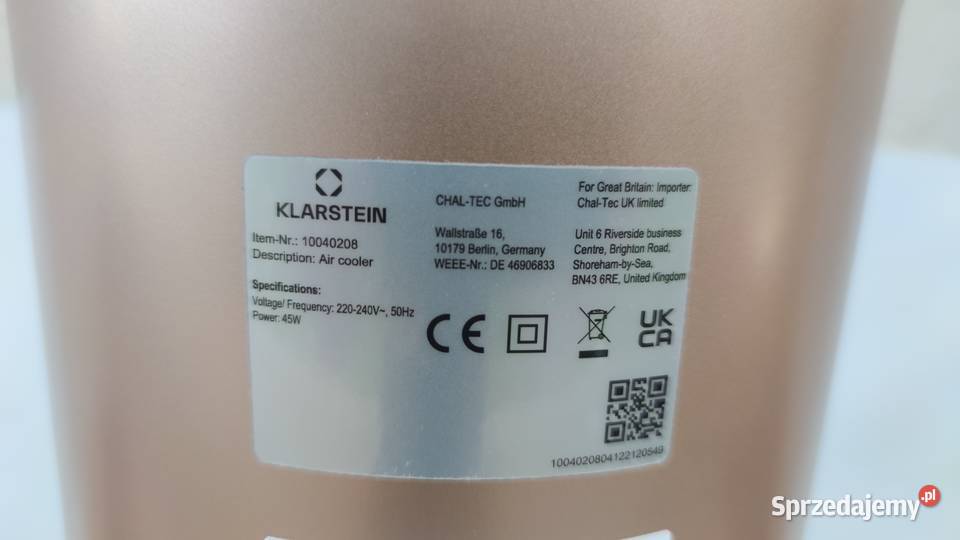 KLARSTEIN
Item-Nr.: 10040208
Description: Air cooler
Specifications:
Voltage/ Frequency: 220-240V~, 50Hz
Power: 45W
CHAL-TEC GmbH
Wallstraße 16,
10179 Berlin, Germany
WEEE-Nr.: DE 46906833
For Great Britain: Importer:
Chal-Tec UK limited
Unit 6 Riverside business
Centre, Brighton Road,
Shoreham-by-Sea,
BN43 6RE, United Kingdom
CE
UK
CA
1004020804122120549
Sprzedajemy.pl